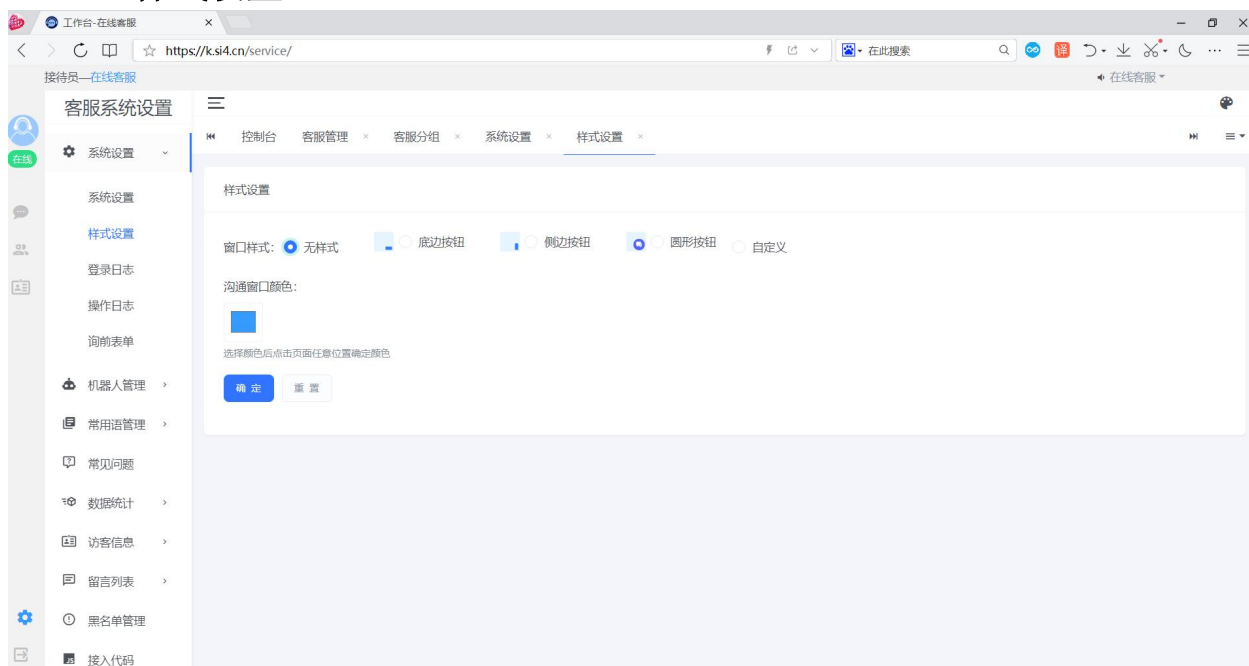 工作台-在线客服
https://k.si4.cn/service/
在此搜索
译
接待员—在线客服
在线客服
客服系统设置
在线
控制台 客服管理 客服分组 系统设置 样式设置
系统设置
系统设置
样式设置
登录日志
操作日志
询前表单
机器人管理
常用语管理
常见问题
数据统计
访客信息
留言列表
黑名单管理
接入代码
样式设置
窗口样式: 无样式 底边按钮 侧边按钮 圆形按钮 自定义
沟通窗口颜色:
选择颜色后点击页面任意位置确定颜色
确定 重置